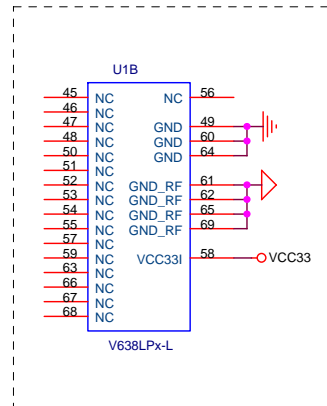 U1B
45 NC NC 56
46 NC
47 NC GND 49
48 NC GND 60
50 NC GND 64
51 NC
52 NC GND_RF 61
53 NC GND_RF 62
54 NC GND_RF 65
55 NC GND_RF 69
57 NC
59 NC VCC33I 58 VCC33
63 NC
66 NC
67 NC
68 NC
V638LPx-L